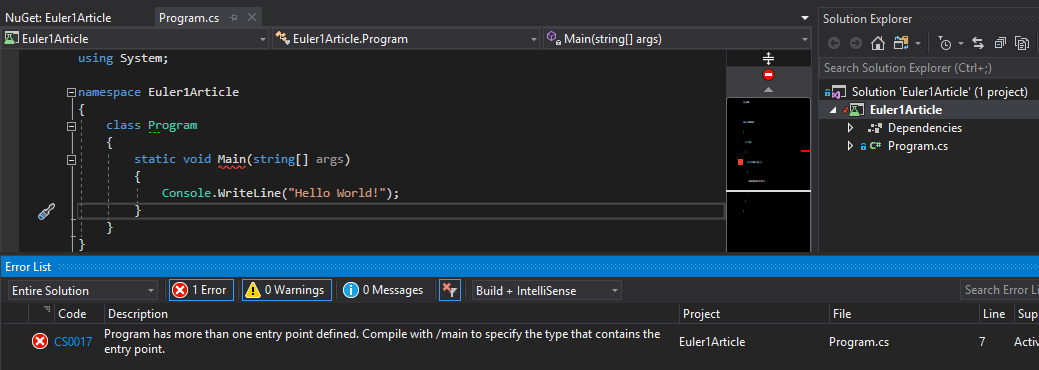 NuGet: Euler1Article
Program.cs
Solution Explorer
Euler1Article
Euler1Article.Program
Main(string[] args)
Search Solution Explorer (Ctrl+;)
using System;
namespace Euler1Article
{
class Program
{
static void Main(string[] args)
{
Console.WriteLine("Hello World!");
}
}
}
Solution 'Euler1Article' (1 project)
Euler1Article
Dependencies
C# Program.cs
Error List
Entire Solution
1 Error
0 Warnings
0 Messages
Build + IntelliSense
Search Error Li
Code Description Project File Line Sup
CS0017 Program has more than one entry point defined. Compile with /main to specify the type that contains the Euler1Article Program.cs 7 Activ
entry point.